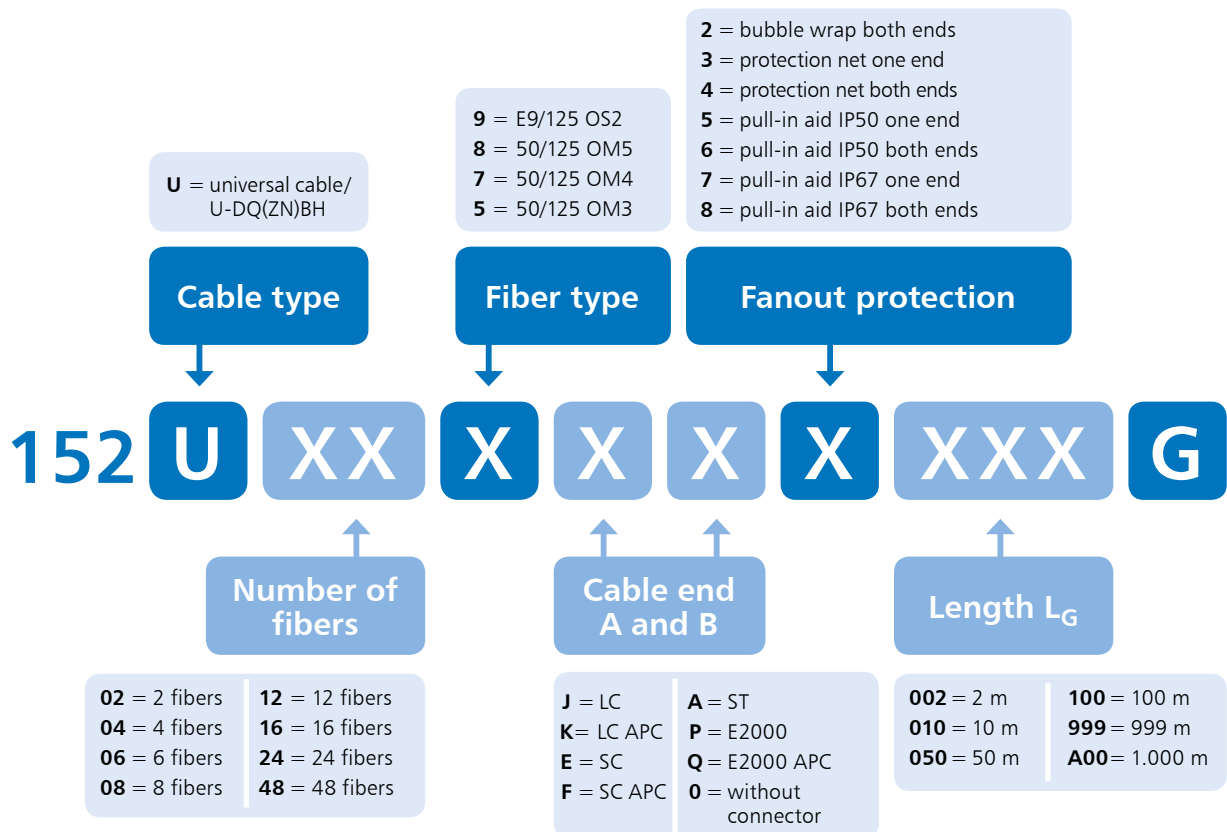 2 = bubble wrap both ends
3 = protection net one end
4 = protection net both ends
5 = pull-in aid IP50 one end
6 = pull-in aid IP50 both ends
7 = pull-in aid IP67 one end
8 = pull-in aid IP67 both ends
9 = E9/125 OS2
8 = 50/125 OM5
7 = 50/125 OM4
5 = 50/125 OM3
U = universal cable/
U-DQ(ZN)BH
Cable type
Fiber type
Fanout protection
152 U XX X X X X XXX G
Number of
fibers
Cable end
A and B
Length LG
02 = 2 fibers
04 = 4 fibers
06 = 6 fibers
08 = 8 fibers
12 = 12 fibers
16 = 16 fibers
24 = 24 fibers
48 = 48 fibers
J = LC
K= LC APC
E = SC
F = SC APC
A = ST
P = E2000
Q = E2000 APC
0 = without
connector
002 = 2 m
010 = 10 m
050 = 50 m
100 = 100 m
999 = 999 m
A00 = 1.000 m